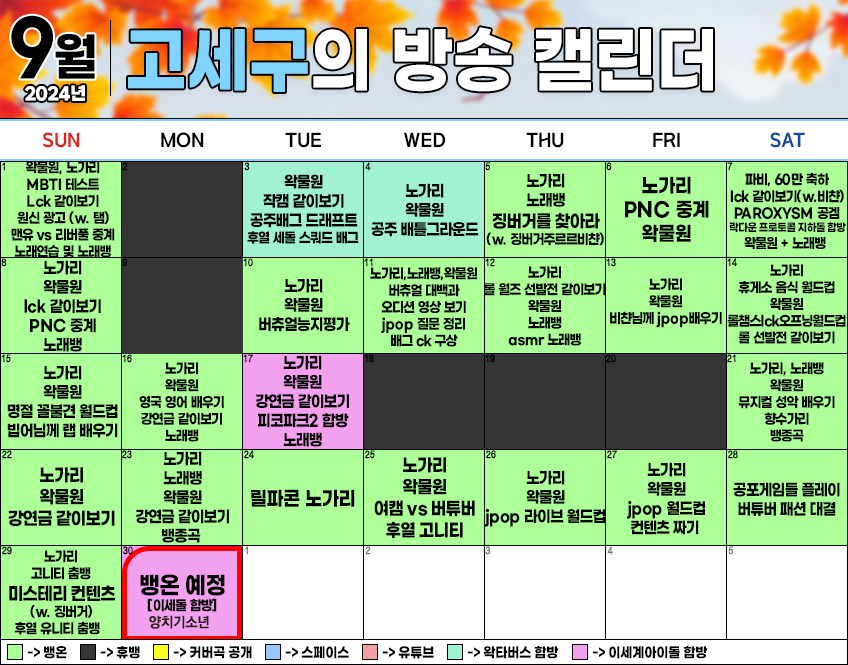 9월
2024년
고세구의 방송 캘린더
SUN MON TUE WED THU FRI SAT
1
왁물원, 노가리
MBTI 테스트
Lck 같이보기
원신 광고 (w. 탬)
맨유 vs 리버풀 중계
노래연습 및 노래뱅
2
3
왁물원
작캠 같이보기
공주배그 드래프트
후열 세돌 스쿼드 배그
4
노가리
왁물원
공주 배틀그라운드
5
노가리
노래뱅
징버거를 찾아라
(w. 징버거주르르비챤)
6
노가리
PNC 중계
왁물원
7
파비, 60만 축하
lck 같이보기(w.비챤)
PAROXYSM 공겜
락다운 프로토콜 지하돌 합방
왁물원 + 노래뱅
8
노가리
왁물원
lck 같이보기
PNC 중계
노래뱅
9
10
노가리
왁물원
버츄얼능지평가
11
노가리,노래뱅,왁물원
버츄얼 대백과
오디션 영상 보기
jpop 질문 정리
배그 ck 구상
12
노가리
롤 월즈 선발전 같이보기
왁물원
노래뱅
asmr 노래뱅
13
노가리
왁물원
비챤님께 jpop배우기
14
노가리
휴게소 음식 월드컵
왁물원
롤챔스lck오프닝월드컵
롤 선발전 같이보기
15
노가리
왁물원
명절 꼴불견 월드컵
빕어님께 랩 배우기
16
노가리
왁물원
영국 영어 배우기
강연금 같이보기
노래뱅
17
노가리
왁물원
강연금 같이보기
피코파크2 합방
노래뱅
18
19
20
21
노가리, 노래뱅
왁물원
뮤지컬 성악 배우기
향수가리
뱅종곡
22
노가리
왁물원
강연금 같이보기
23
노가리
노래뱅
왁물원
강연금 같이보기
뱅종곡
24
릴파콘 노가리
25
노가리
왁물원
여캠 vs 버튜버
후열 고니티
26
노가리
왁물원
jpop 라이브 월드컵
27
노가리
왁물원
jpop 월드컵
컨텐츠 짜기
28
공포게임들 플레이
버튜버 패션 대결
29
노가리
고니티 춤뱅
미스테리 컨텐츠
(w. 징버거)
후열 유니티 춤뱅
30
뱅온 예정
[이세돌 합방]
양치기소년
1
2
3
4
5
-> 뱅온 -> 휴뱅 -> 커버곡 공개 -> 스페이스 -> 유튜브 -> 왁타버스 합방 -> 이세계아이돌 합방